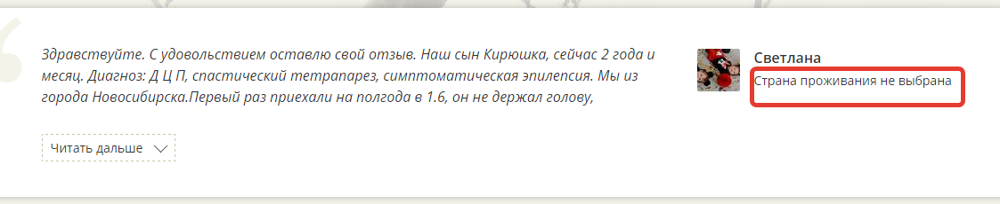 Здравствуйте. С удовольствием оставлю свой отзыв. Наш сын Кирюшка, сейчас 2 года и
месяц. Диагноз: Д Ц П, спастический тетрапарез, симптоматическая эпилепсия. Мы из
города Новосибирска.Первый раз приехали на полгода в 1.6, он не держал голову,
Читать дальше
Светлана
Страна проживания не выбрана